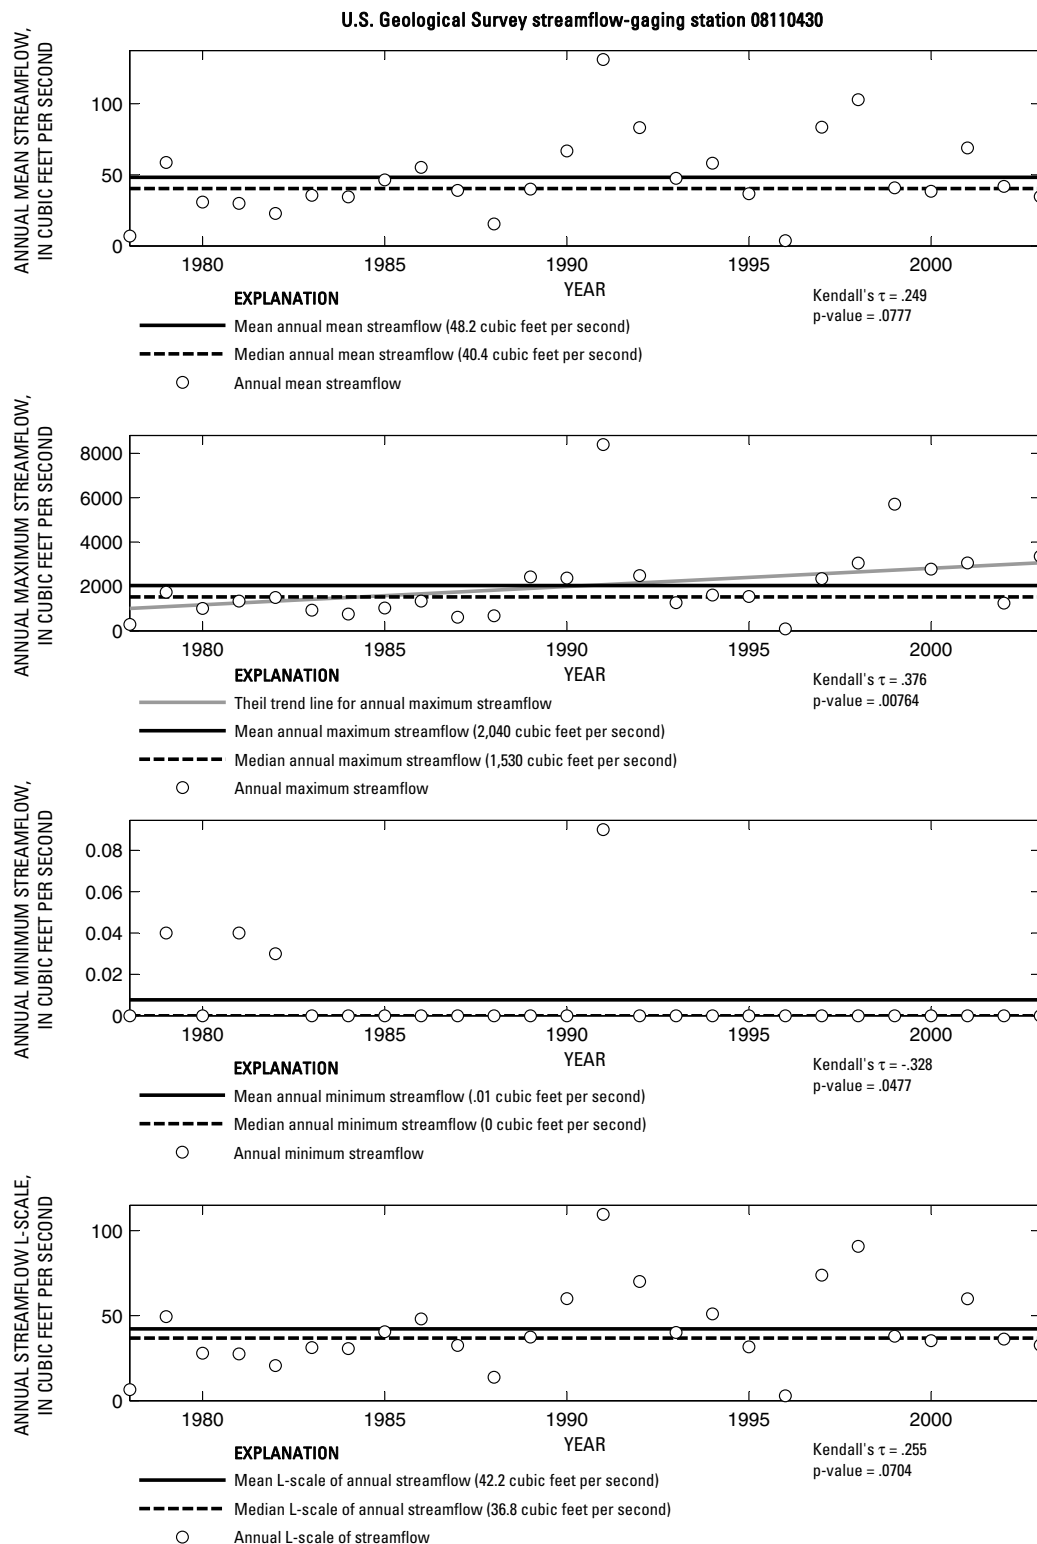 U.S. Geological Survey streamflow-gaging station 08110430
ANNUAL MEAN STREAMFLOW,
IN CUBIC FEET PER SECOND
100
50
0
1980 1985 1990 1995 2000
YEAR
EXPLANATION
Mean annual mean streamflow (48.2 cubic feet per second)
Median annual mean streamflow (40.4 cubic feet per second)
Annual mean streamflow
Kendall's τ = .249
p-value = .0777
ANNUAL MAXIMUM STREAMFLOW,
IN CUBIC FEET PER SECOND
8000
6000
4000
2000
0
1980 1985 1990 1995 2000
YEAR
EXPLANATION
Theil trend line for annual maximum streamflow
Mean annual maximum streamflow (2,040 cubic feet per second)
Median annual maximum streamflow (1,530 cubic feet per second)
Annual maximum streamflow
Kendall's τ = .376
p-value = .00764
ANNUAL MINIMUM STREAMFLOW,
IN CUBIC FEET PER SECOND
0.08
0.06
0.04
0.02
0
1980 1985 1990 1995 2000
YEAR
EXPLANATION
Mean annual minimum streamflow (.01 cubic feet per second)
Median annual minimum streamflow (0 cubic feet per second)
Annual minimum streamflow
Kendall's τ = -.328
p-value = .0477
ANNUAL STREAMFLOW L-SCALE,
IN CUBIC FEET PER SECOND
100
50
0
1980 1985 1990 1995 2000
YEAR
EXPLANATION
Mean L-scale of annual streamflow (42.2 cubic feet per second)
Median L-scale of annual streamflow (36.8 cubic feet per second)
Annual L-scale of streamflow
Kendall's τ = .255
p-value = .0704